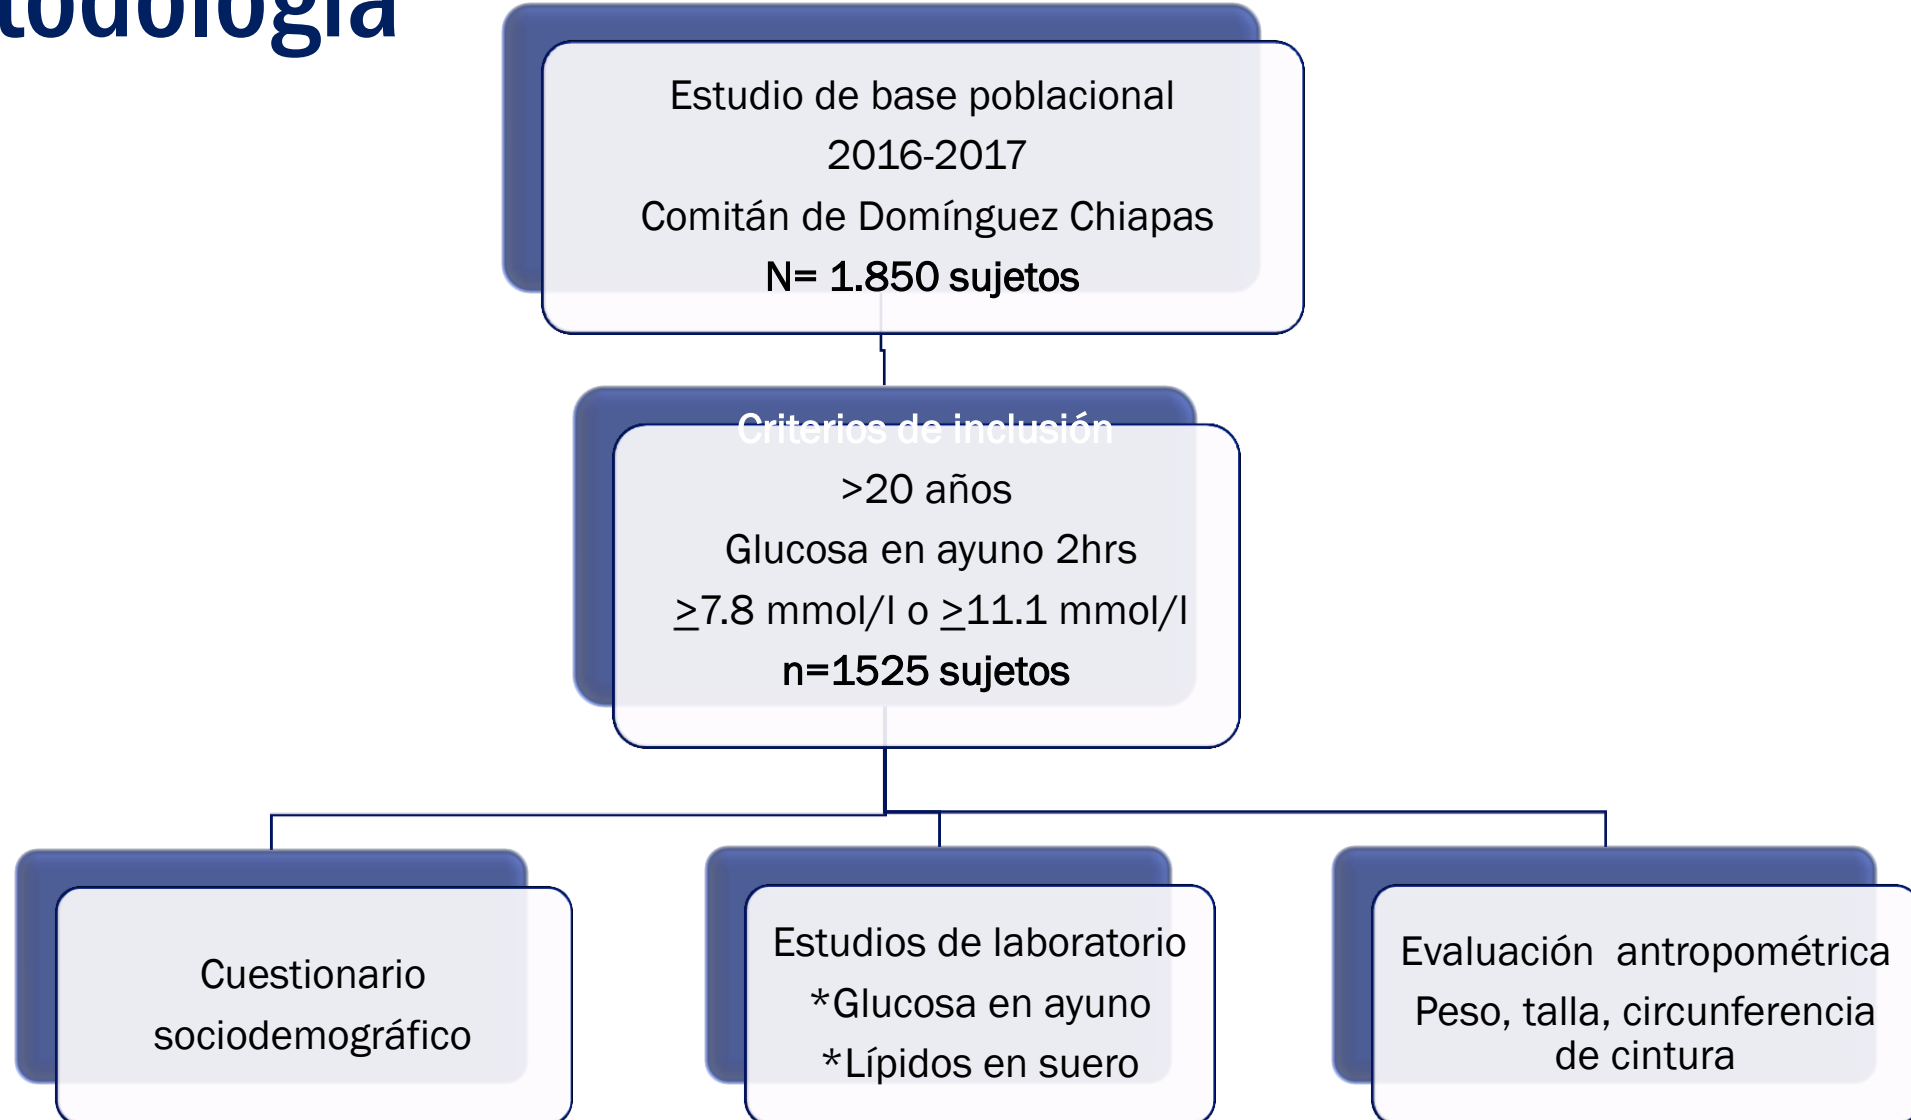 todología
Estudio de base poblacional
2016-2017
Comitán de Domínguez Chiapas
N= 1.850 sujetos
Criterios de inclusión
>20 años
Glucosa en ayuno 2hrs
≥7.8 mmol/l o ≥11.1 mmol/l
n=1525 sujetos
Cuestionario
sociodemográfico
Estudios de laboratorio
*Glucosa en ayuno
*Lípidos en suero
Evaluación antropométrica
Peso, talla, circunferencia
de cintura